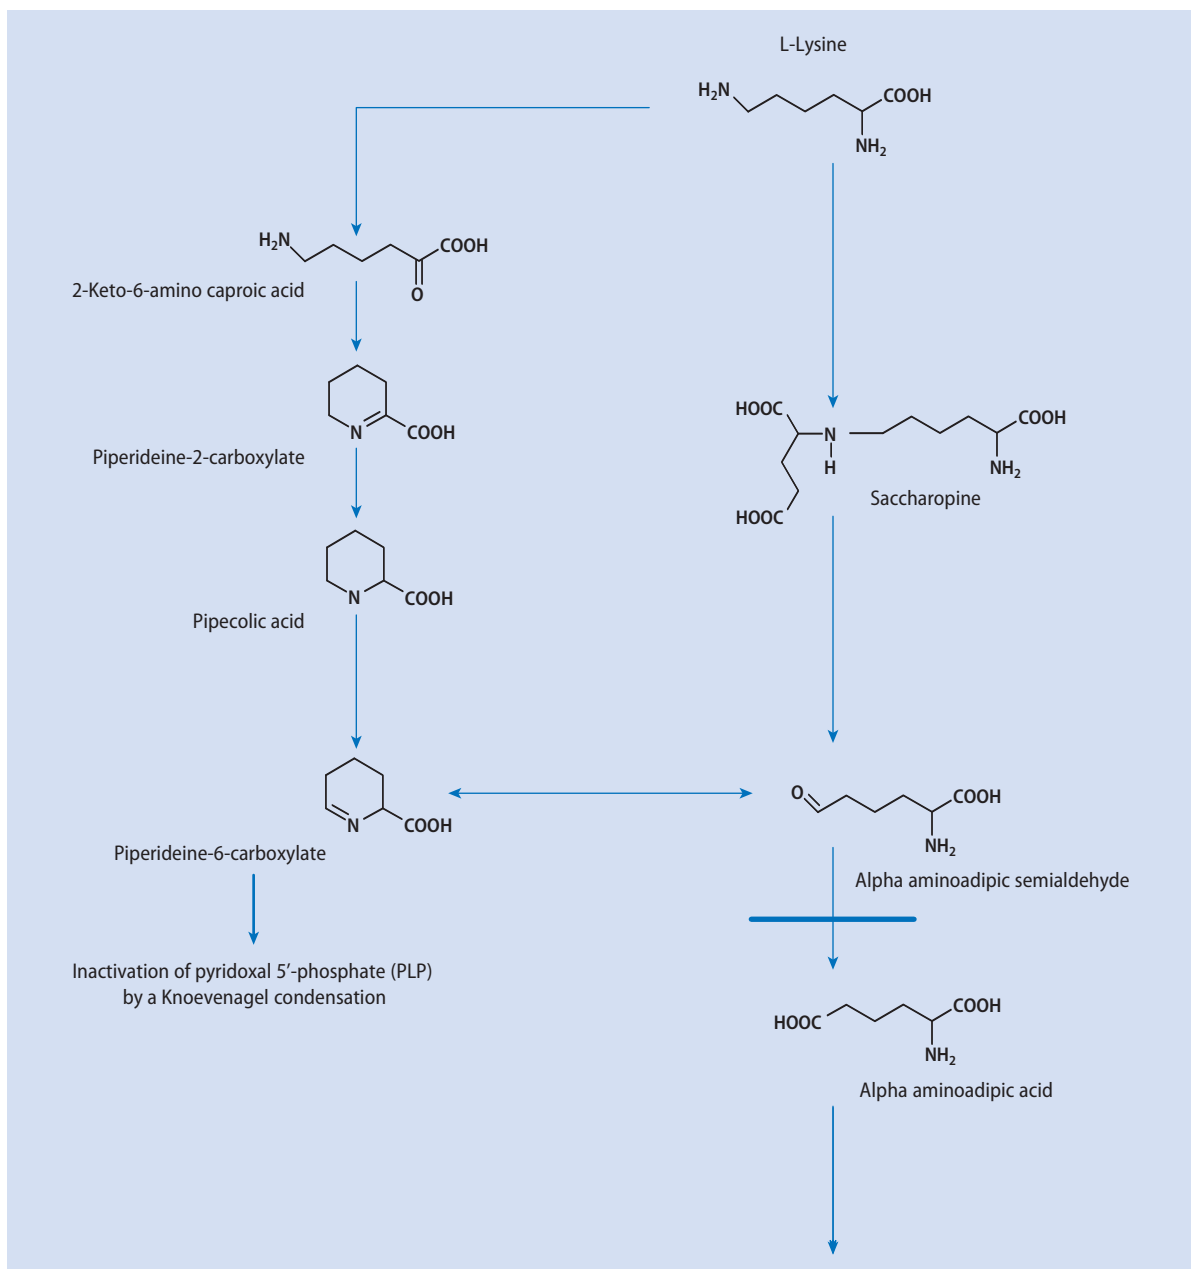 L-Lysine
H₂N
COOH
NH₂
H₂N
COOH
O
2-Keto-6-amino caproic acid
N
COOH
Piperideine-2-carboxylate
HOOC
N
H
COOH
NH₂
HOOC
Saccharopine
N
COOH
Pipecolic acid
N
COOH
Piperideine-6-carboxylate
O
COOH
NH₂
Alpha aminoadipic semialdehyde
Inactivation of pyridoxal 5′-phosphate (PLP)
by a Knoevenagel condensation
HOOC
COOH
NH₂
Alpha aminoadipic acid